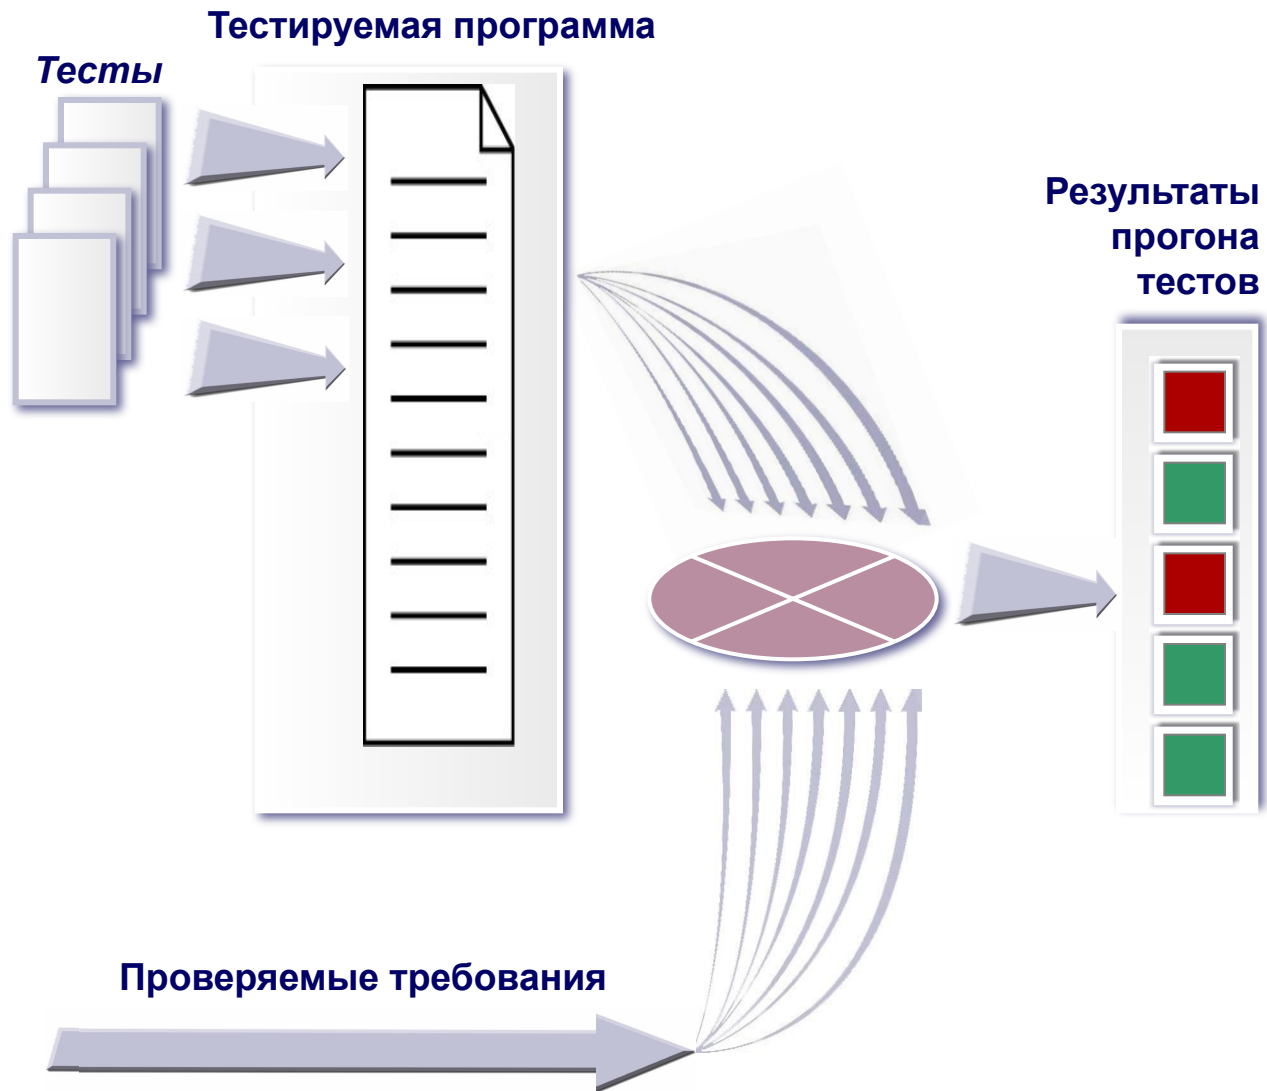 Тестируемая программа
Тесты
Результаты
прогона
тестов
Проверяемые требования